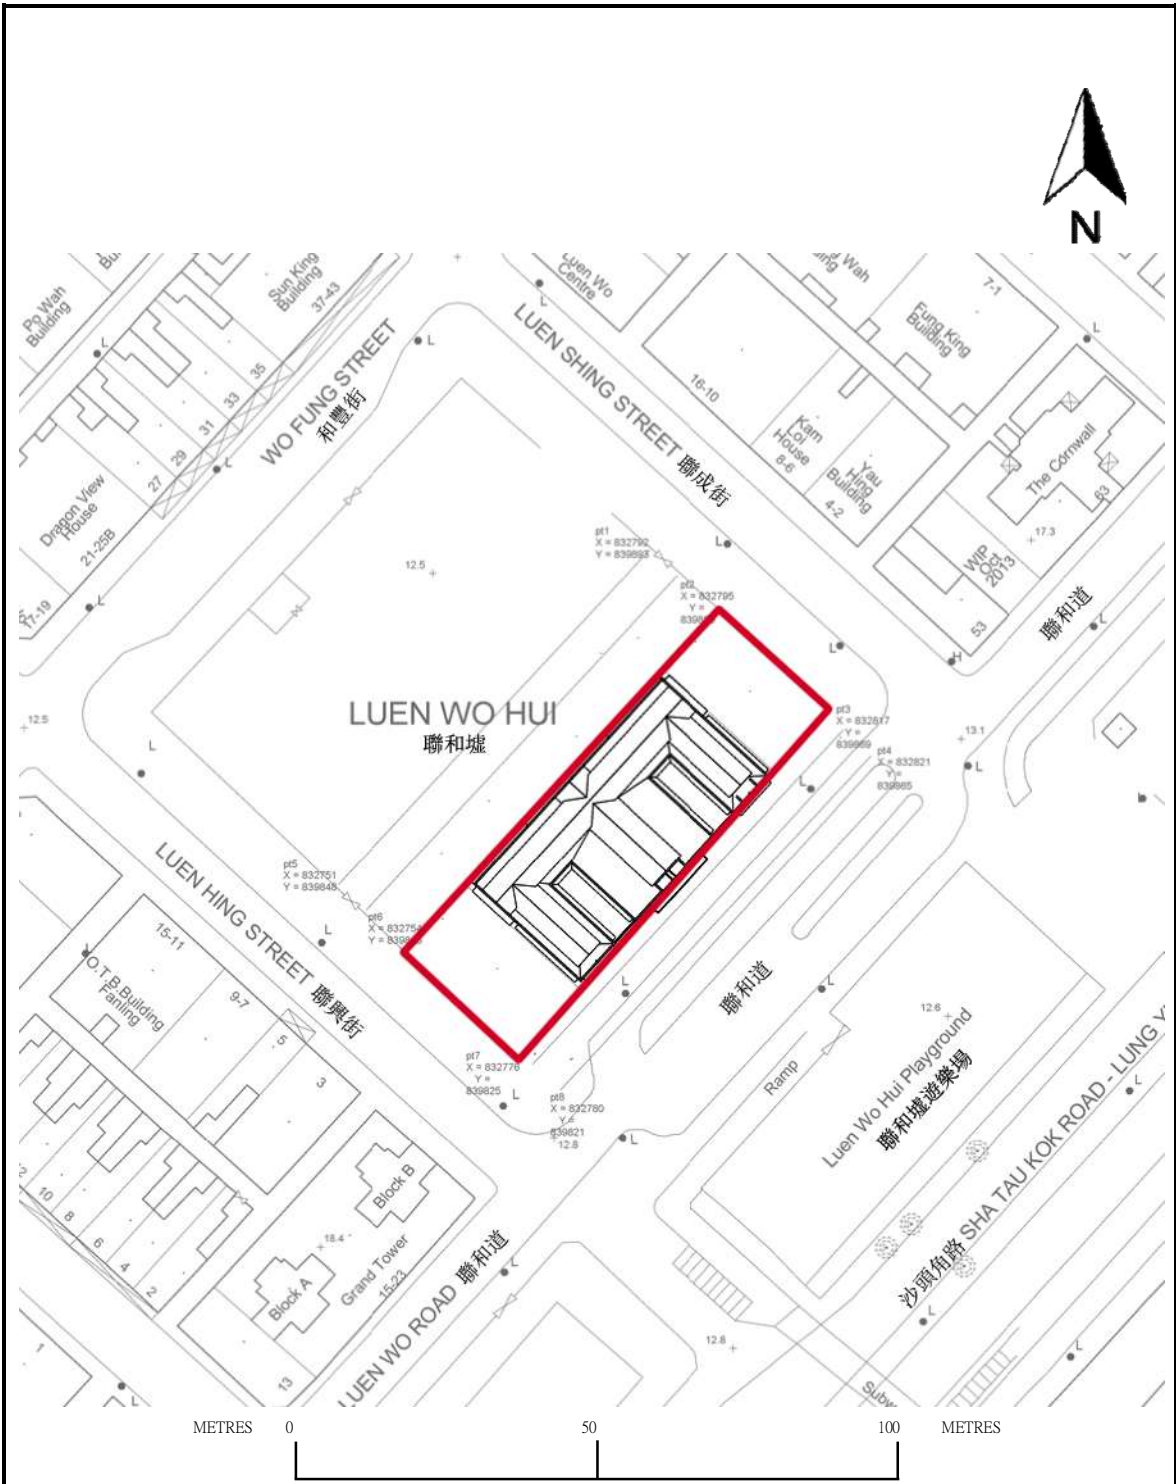 N
Po Wah
Building
Sun King
Building
37-43
WO FUNG STREET
和豐街
35
33
31
29
27
Dragon View
House
21-25B
17-19
Luen Wo
Centre
LUEN SHING STREET 聯成街
L
Wah
Fung King
Building
7-1
16-10
Kam
Loi
House
8-6
Yau
Hing
Building
4-2
The Cornwall
63
17.3
WIP
Oct
2013
53
聯和道
H
12.5
pt1
X = 832792
Y = 839893
pt2
X = 832795
Y =
LUEN WO HUI
聯和墟
12.5
pt3
X = 832817
Y =
839869
pt4
X = 832821
Y =
839865
13.1
pt5
X = 832751
Y = 839848
pt6
pt7
X = 832776
Y =
839825
pt8
X = 832780
Y =
839821
12.8
LUEN HING STREET 聯興街
15-11
O.T.B.Building
Fanling
9-7
5
3
聯和道
12.6
Ramp
Luen Wo Hui Playground
聯和墟遊樂場
沙頭角路 SHA TAU KOK ROAD - LUNG
Block B
18.4
Block A
Grand Tower
15-23
13
LUEN WO ROAD 聯和道
10
8
6
4
2
1
12.8
METRES 0 50 100 METRES